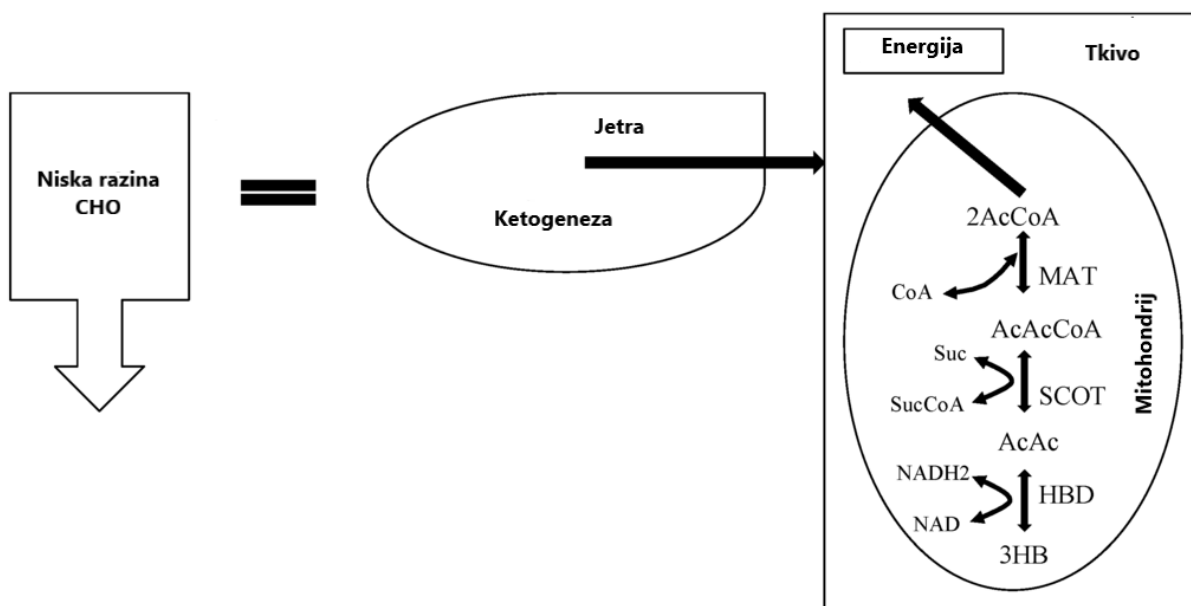 Niska razina
CHO
Jetra
Ketogeneza
Energija
Tkivo
2AcCoA
CoA
MAT
AcAcCoA
Suc
SucCoA
SCOT
AcAc
NADH2
NAD
HBD
3HB
Mitohondrij